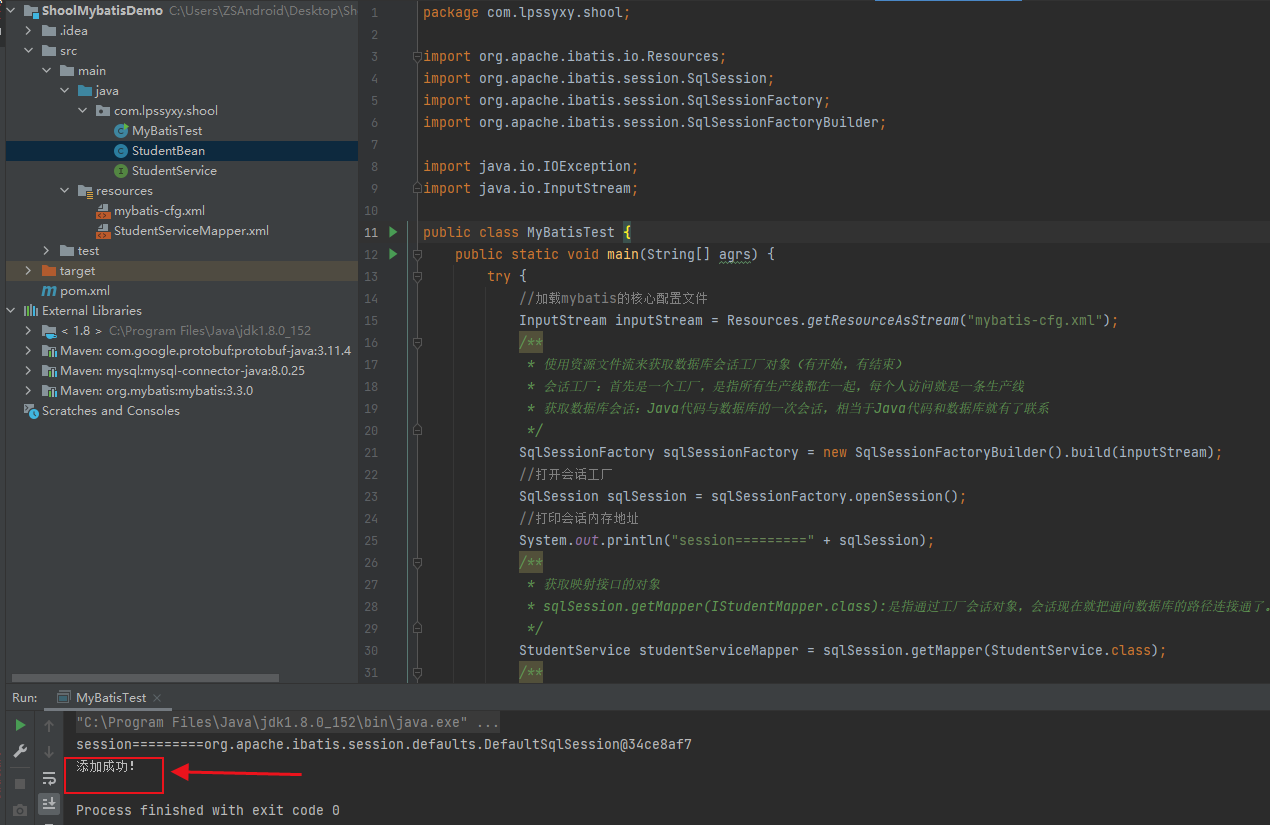 ShoolMybatisDemo C:\Users\ZSAndroid\Desktop\Sh
.idea
src
main
java
com.lpssyxy.shool
MyBatisTest
StudentBean
StudentService
resources
mybatis-cfg.xml
StudentServiceMapper.xml
test
target
pom.xml
External Libraries
< 1.8 > C:\Program Files\Java\jdk1.8.0_152
Maven: com.google.protobuf:protobuf-java:3.11.4
Maven: mysql:mysql-connector-java:8.0.25
Maven: org.mybatis:mybatis:3.3.0
Scratches and Consoles
1 package com.lpssyxy.shool;
2
3 import org.apache.ibatis.io.Resources;
4 import org.apache.ibatis.session.SqlSession;
5 import org.apache.ibatis.session.SqlSessionFactory;
6 import org.apache.ibatis.session.SqlSessionFactoryBuilder;
7
8 import java.io.IOException;
9 import java.io.InputStream;
10
11 public class MyBatisTest {
12 public static void main(String[] agrs) {
13 try {
14 //加载mybatis的核心配置文件
15 InputStream inputStream = Resources.getResourceAsStream("mybatis-cfg.xml");
16 /**
17 * 使用资源文件流来获取数据库会话工厂对象（有开始，有结束）
18 * 会话工厂：首先是一个工厂，是指所有生产线都在一起，每个人访问就是一条生产线
19 * 获取数据库会话：Java代码与数据库的一次会话，相当于Java代码和数据库就有了联系
20 */
21 SqlSessionFactory sqlSessionFactory = new SqlSessionFactoryBuilder().build(inputStream);
22 //打开会话工厂
23 SqlSession sqlSession = sqlSessionFactory.openSession();
24 //打印会话内存地址
25 System.out.println("session=========" + sqlSession);
26 /**
27 * 获取映射接口的对象
28 * sqlSession.getMapper(IStudentMapper.class):是指通过工厂会话对象，会话现在就把通向数据库的路径连接通了.
29 */
30 StudentService studentServiceMapper = sqlSession.getMapper(StudentService.class);
31 /**
Run: MyBatisTest
"C:\Program Files\Java\jdk1.8.0_152\bin\java.exe" ...
session=========org.apache.ibatis.session.defaults.DefaultSqlSession@34ce8af7
添加成功!
Process finished with exit code 0